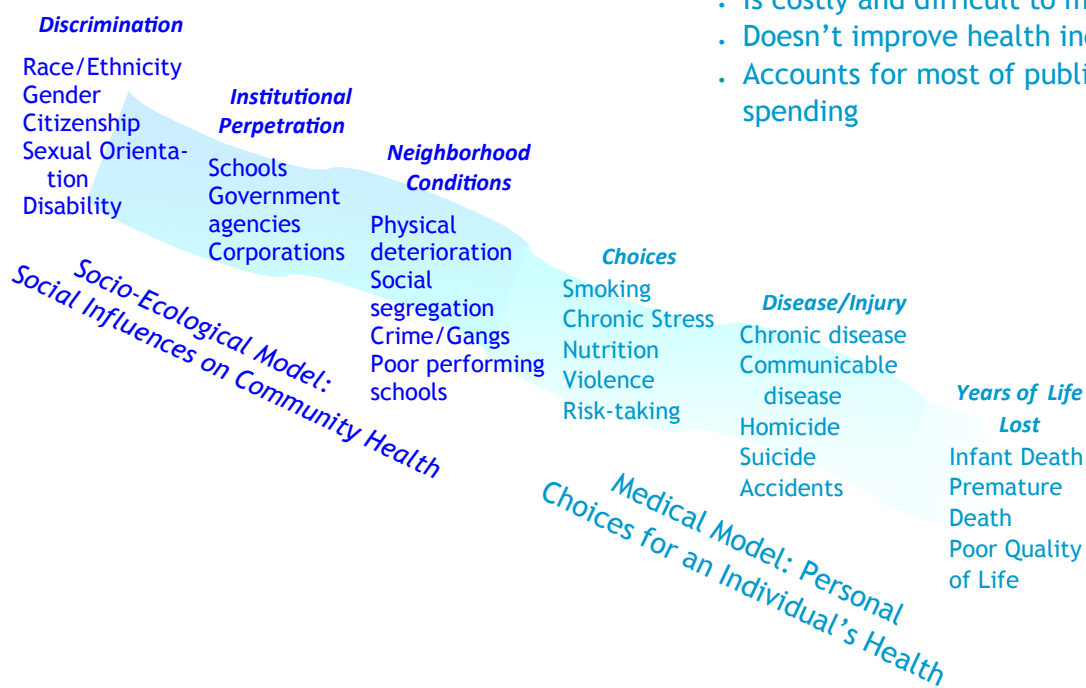 Discrimination
Race/Ethnicity
Gender
Citizenship
Sexual Orienta-
tion
Disability
Institutional
Perpetration
Schools
Government
agencies
Corporations
Neighborhood
Conditions
Physical
deterioration
Social
segregation
Crime/Gangs
Poor performing
schools
Socio-Ecological Model:
Social Influences on Community Health
• Is costly and difficult to
• Doesn’t improve health
• Accounts for most of
spending
Choices
Smoking
Chronic Stress
Nutrition
Violence
Risk-taking
Disease/Injury
Chronic disease
Communicable
disease
Homicide
Suicide
Accidents
Years of Life
Lost
Infant Death
Premature
Death
Poor Quality
of Life
Medical Model: Personal
Choices for an Individual’s Health